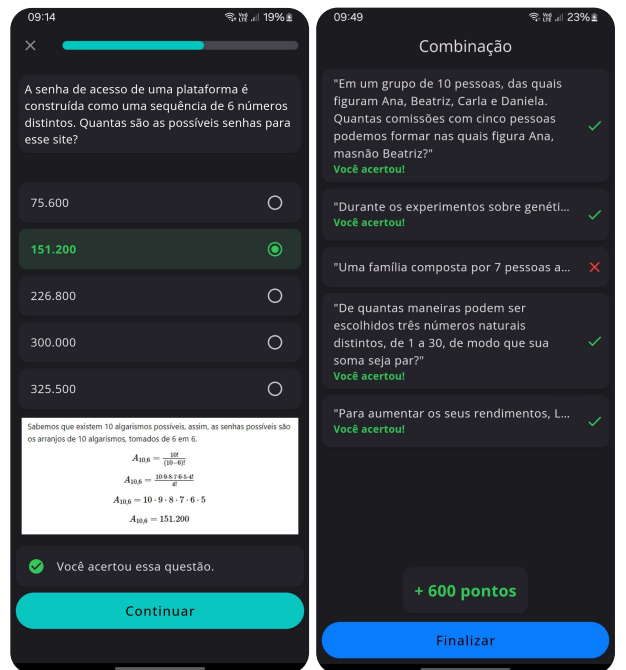 09:14
19%
A senha de acesso de uma plataforma é
construída como uma sequência de 6 números
distintos. Quantas são as possíveis senhas para
esse site?
75.600
151.200
226.800
300.000
325.500
Sabemos que existem 10 algarismos possíveis, assim, as senhas possíveis são
os arranjos de 10 algarismos, tomados de 6 em 6.
A₁₀,₆ = 10!/(10−6)!
A₁₀,₆ = 10·9·8·7·6·5·4!/4!
A₁₀,₆ = 10 · 9 · 8 · 7 · 6 · 5
A₁₀,₆ = 151.200
Você acertou essa questão.
Continuar
09:49
23%
Combinação
"Em um grupo de 10 pessoas, das quais
figuram Ana, Beatriz, Carla e Daniela.
Quantas comissões com cinco pessoas
podemos formar nas quais figura Ana,
masnão Beatriz?"
Você acertou!
"Durante os experimentos sobre genéti...
Você acertou!
"Uma família composta por 7 pessoas a...
"De quantas maneiras podem ser
escolhidos três números naturais
distintos, de 1 a 30, de modo que sua
soma seja par?"
Você acertou!
"Para aumentar os seus rendimentos, L...
Você acertou!
+ 600 pontos
Finalizar